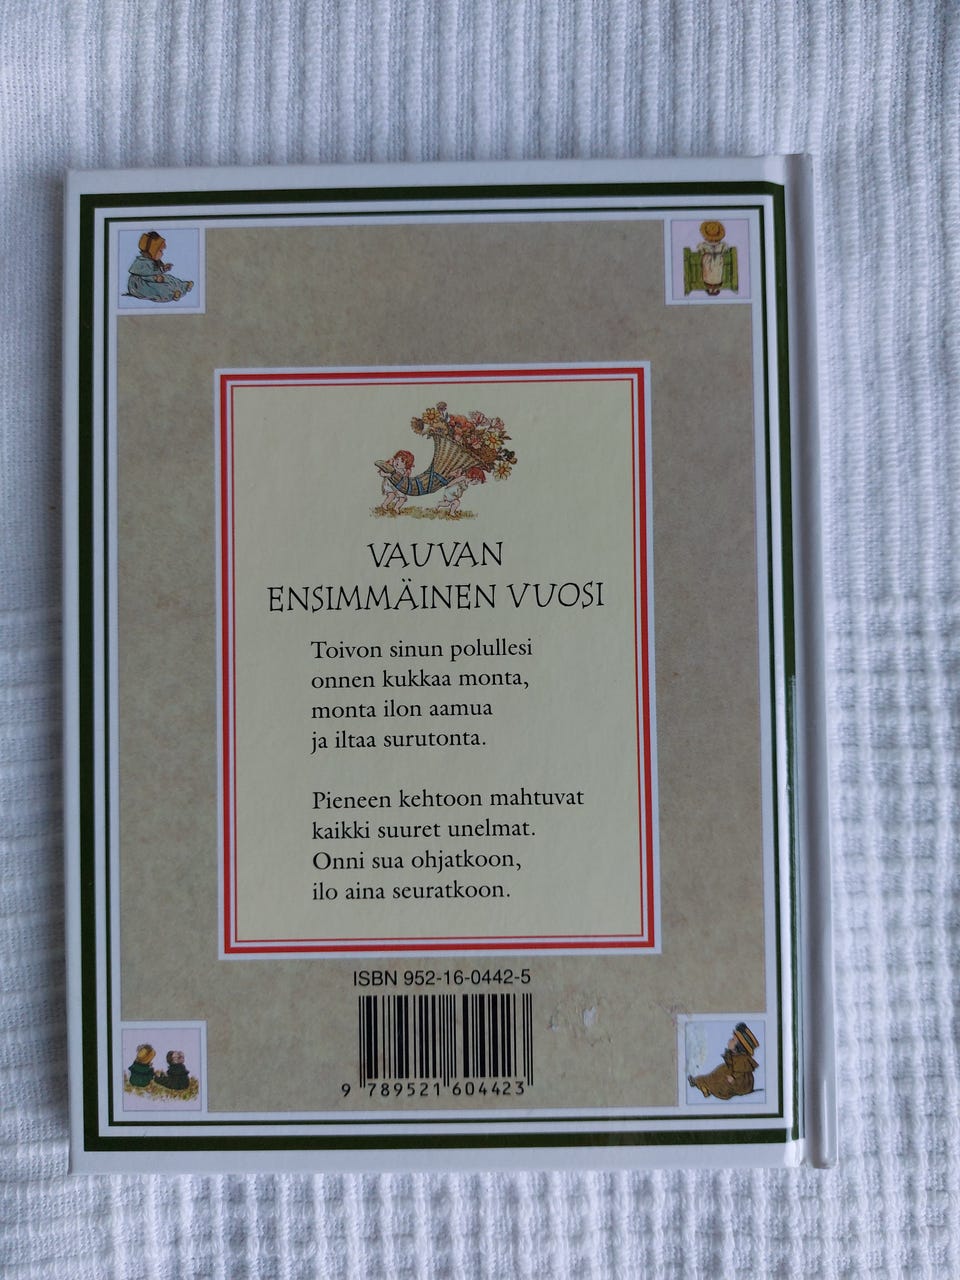 VAUVAN
ENSIMMÄINEN VUOSI
Toivon sinun polullesi
onnen kukkaa monta,
monta ilon aamua
ja iltaa surutonta.
Pieneen kehtoon mahtuvat
kaikki suuret unelmat.
Onni sua ohjatkoon,
ilo aina seuratkoon.
ISBN 952-16-0442-5
9 789521 604423